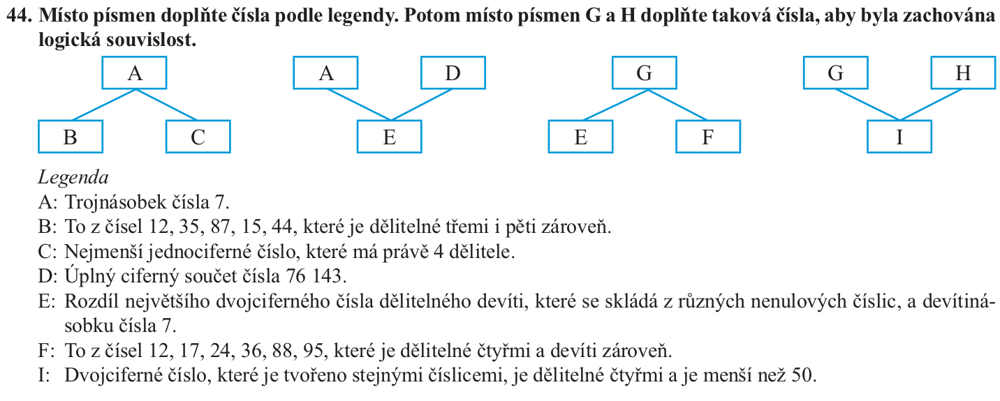 44. Místo písmen doplňte čísla podle legendy. Potom místo písmen G a H doplňte taková čísla, aby byla zachována
logická souvislost.
A A D G G H
B C E E F I
Legenda
A: Trojnásobek čísla 7.
B: To z čísel 12, 35, 87, 15, 44, které je dělitelné třemi i pěti zároveň.
C: Nejmenší jednociferné číslo, které má právě 4 dělitele.
D: Úplný ciferný součet čísla 76 143.
E: Rozdíl největšího dvojciferného čísla dělitelného devíti, které se skládá z různých nenulových číslic, a devítiná-
sobku čísla 7.
F: To z čísel 12, 17, 24, 36, 88, 95, které je dělitelné čtyřmi a devíti zároveň.
I: Dvojciferné číslo, které je tvořeno stejnými číslicemi, je dělitelné čtyřmi a je menší než 50.